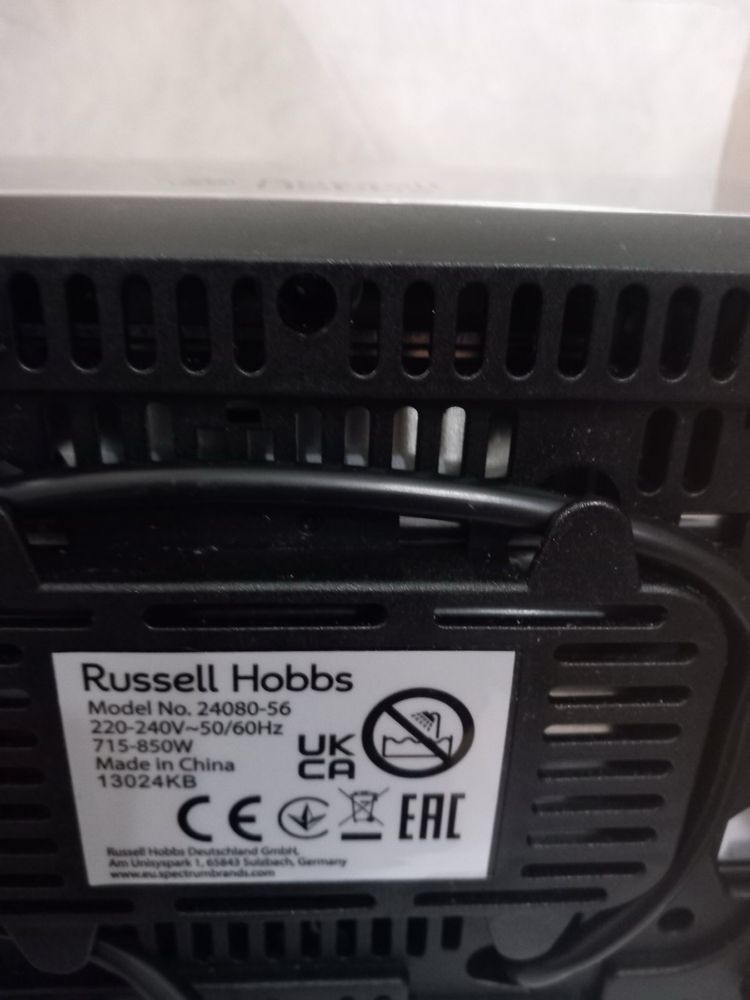 Russell Hobbs
Model No. 24080-56
220-240V~50/60Hz
715-850W
Made in China
13024KB
UK
CA
CE
EAC
Russell Hobbs Deutschland GmbH,
Am Unisyspark 1, 65843 Sulzbach, Germany
www.eu.spectrumbrands.com